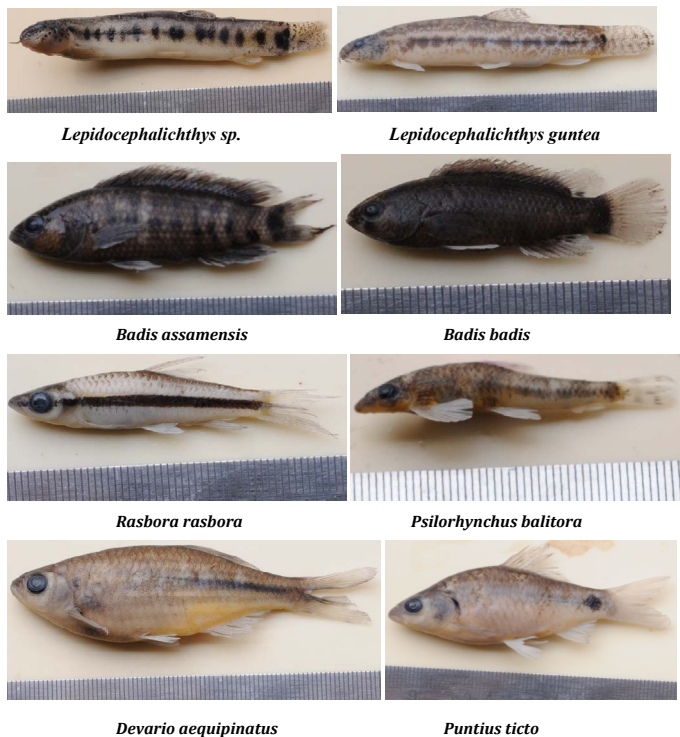 Lepidocephalichthys sp.
Lepidocephalichthys guntea
Badis assamensis
Badis badis
Rasbora rasbora
Psilorhynchus balitora
Devario aequipinatus
Puntius ticto